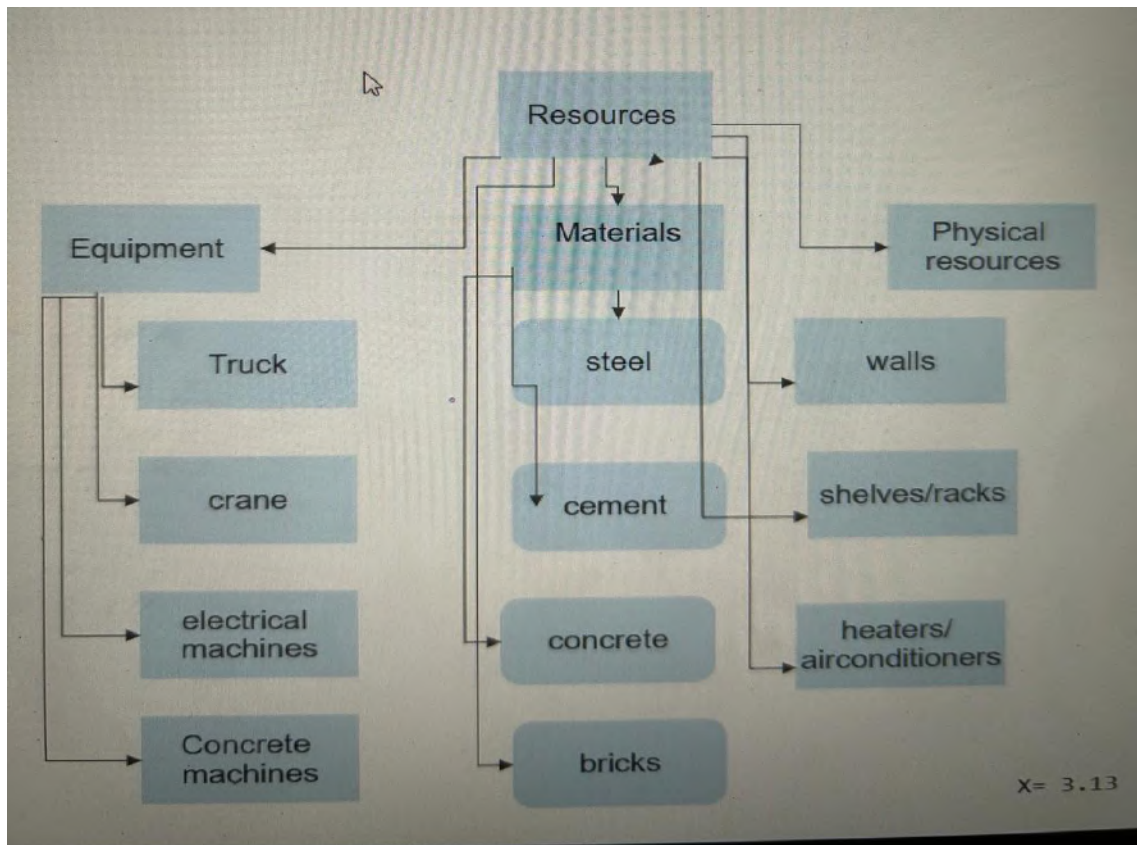 Resources
Equipment
Materials
Physical
resources
Truck
steel
walls
crane
cement
shelves/racks
electrical
machines
concrete
heaters/
airconditioners
Concrete
machines
bricks
X= 3.13